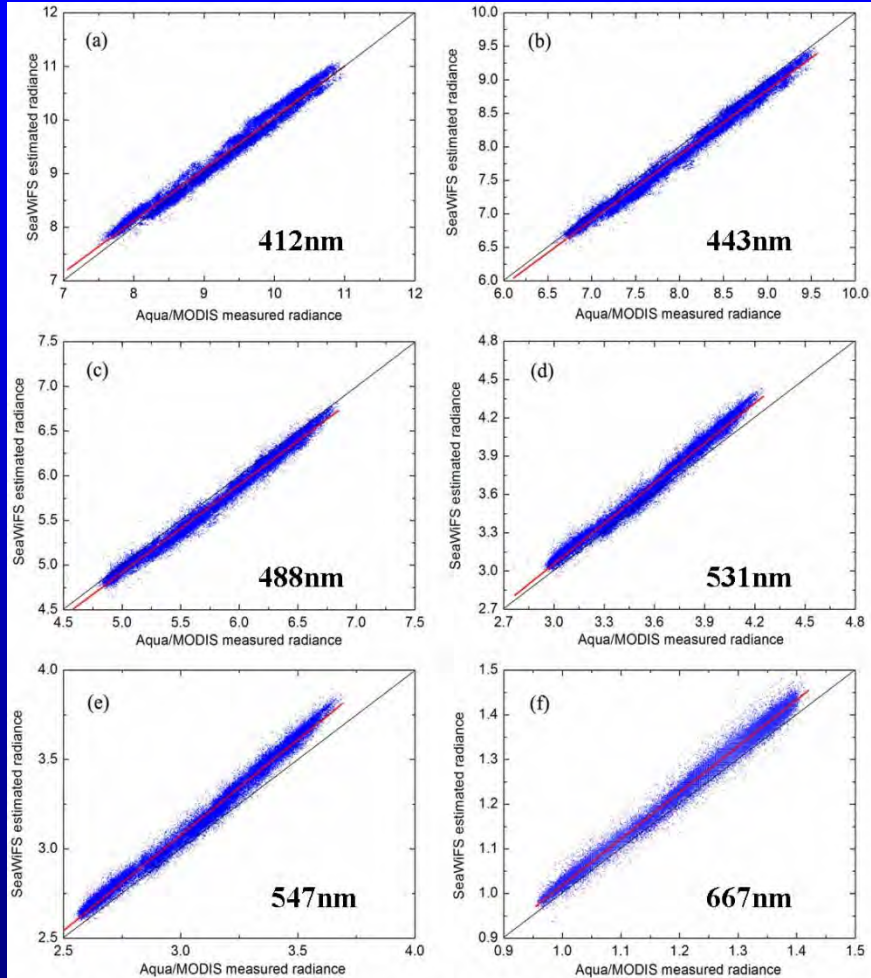 (a)
SeaWiFS estimated radiance
12
11
10
9
8
7
412nm
7 8 9 10 11 12
Aqua/MODIS measured radiance
(b)
SeaWiFS estimated radiance
10.0
9.5
9.0
8.5
8.0
7.5
7.0
6.5
6.0
443nm
6.0 6.5 7.0 7.5 8.0 8.5 9.0 9.5 10.0
Aqua/MODIS measured radiance
(c)
SeaWiFS estimated radiance
7.5
7.0
6.5
6.0
5.5
5.0
4.5
488nm
4.5 5.0 5.5 6.0 6.5 7.0 7.5
Aqua/MODIS measured radiance
(d)
SeaWiFS estimated radiance
4.8
4.5
4.2
3.9
3.6
3.3
3.0
2.7
531nm
2.7 3.0 3.3 3.6 3.9 4.2 4.5 4.8
Aqua/MODIS measured radiance
(e)
SeaWiFS estimated radiance
4.0
3.5
3.0
2.5
547nm
2.5 3.0 3.5 4.0
Aqua/MODIS measured radiance
(f)
SeaWiFS estimated radiance
1.5
1.4
1.3
1.2
1.1
1.0
0.9
667nm
0.9 1.0 1.1 1.2 1.3 1.4 1.5
Aqua/MODIS measured radiance